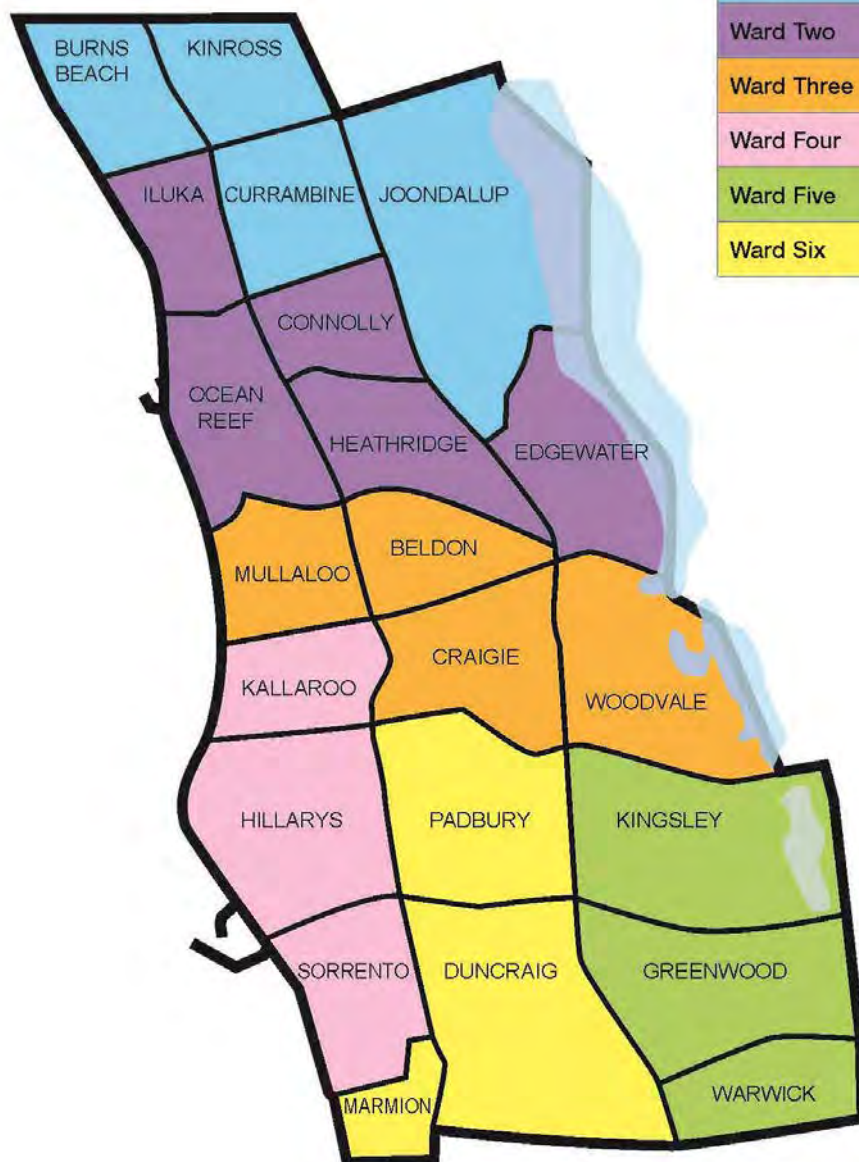 Ward Two
Ward Three
Ward Four
Ward Five
Ward Six
BURNS
BEACH
KINROSS
ILUKA
CURRAMBINE
JOONDALUP
CONNOLLY
OCEAN
REEF
HEATHRIDGE
EDGEWATER
MULLALOO
BELDON
KALLAROO
CRAIGIE
WOODVALE
HILLARYS
PADBURY
KINGSLEY
SORRENTO
DUNCRAIG
GREENWOOD
MARMION
WARWICK